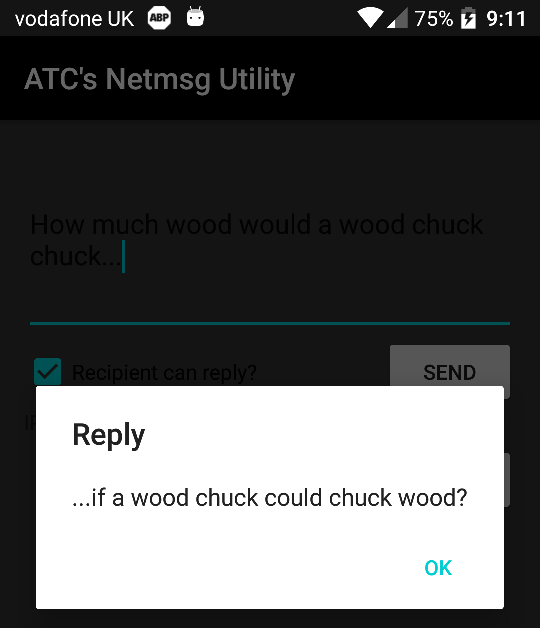 vodafone UK ABP 75% 9:11
ATC's Netmsg Utility
How much wood would a wood chuck
chuck...
Recipient can reply?
SEND
Reply
...if a wood chuck could chuck wood?
OK